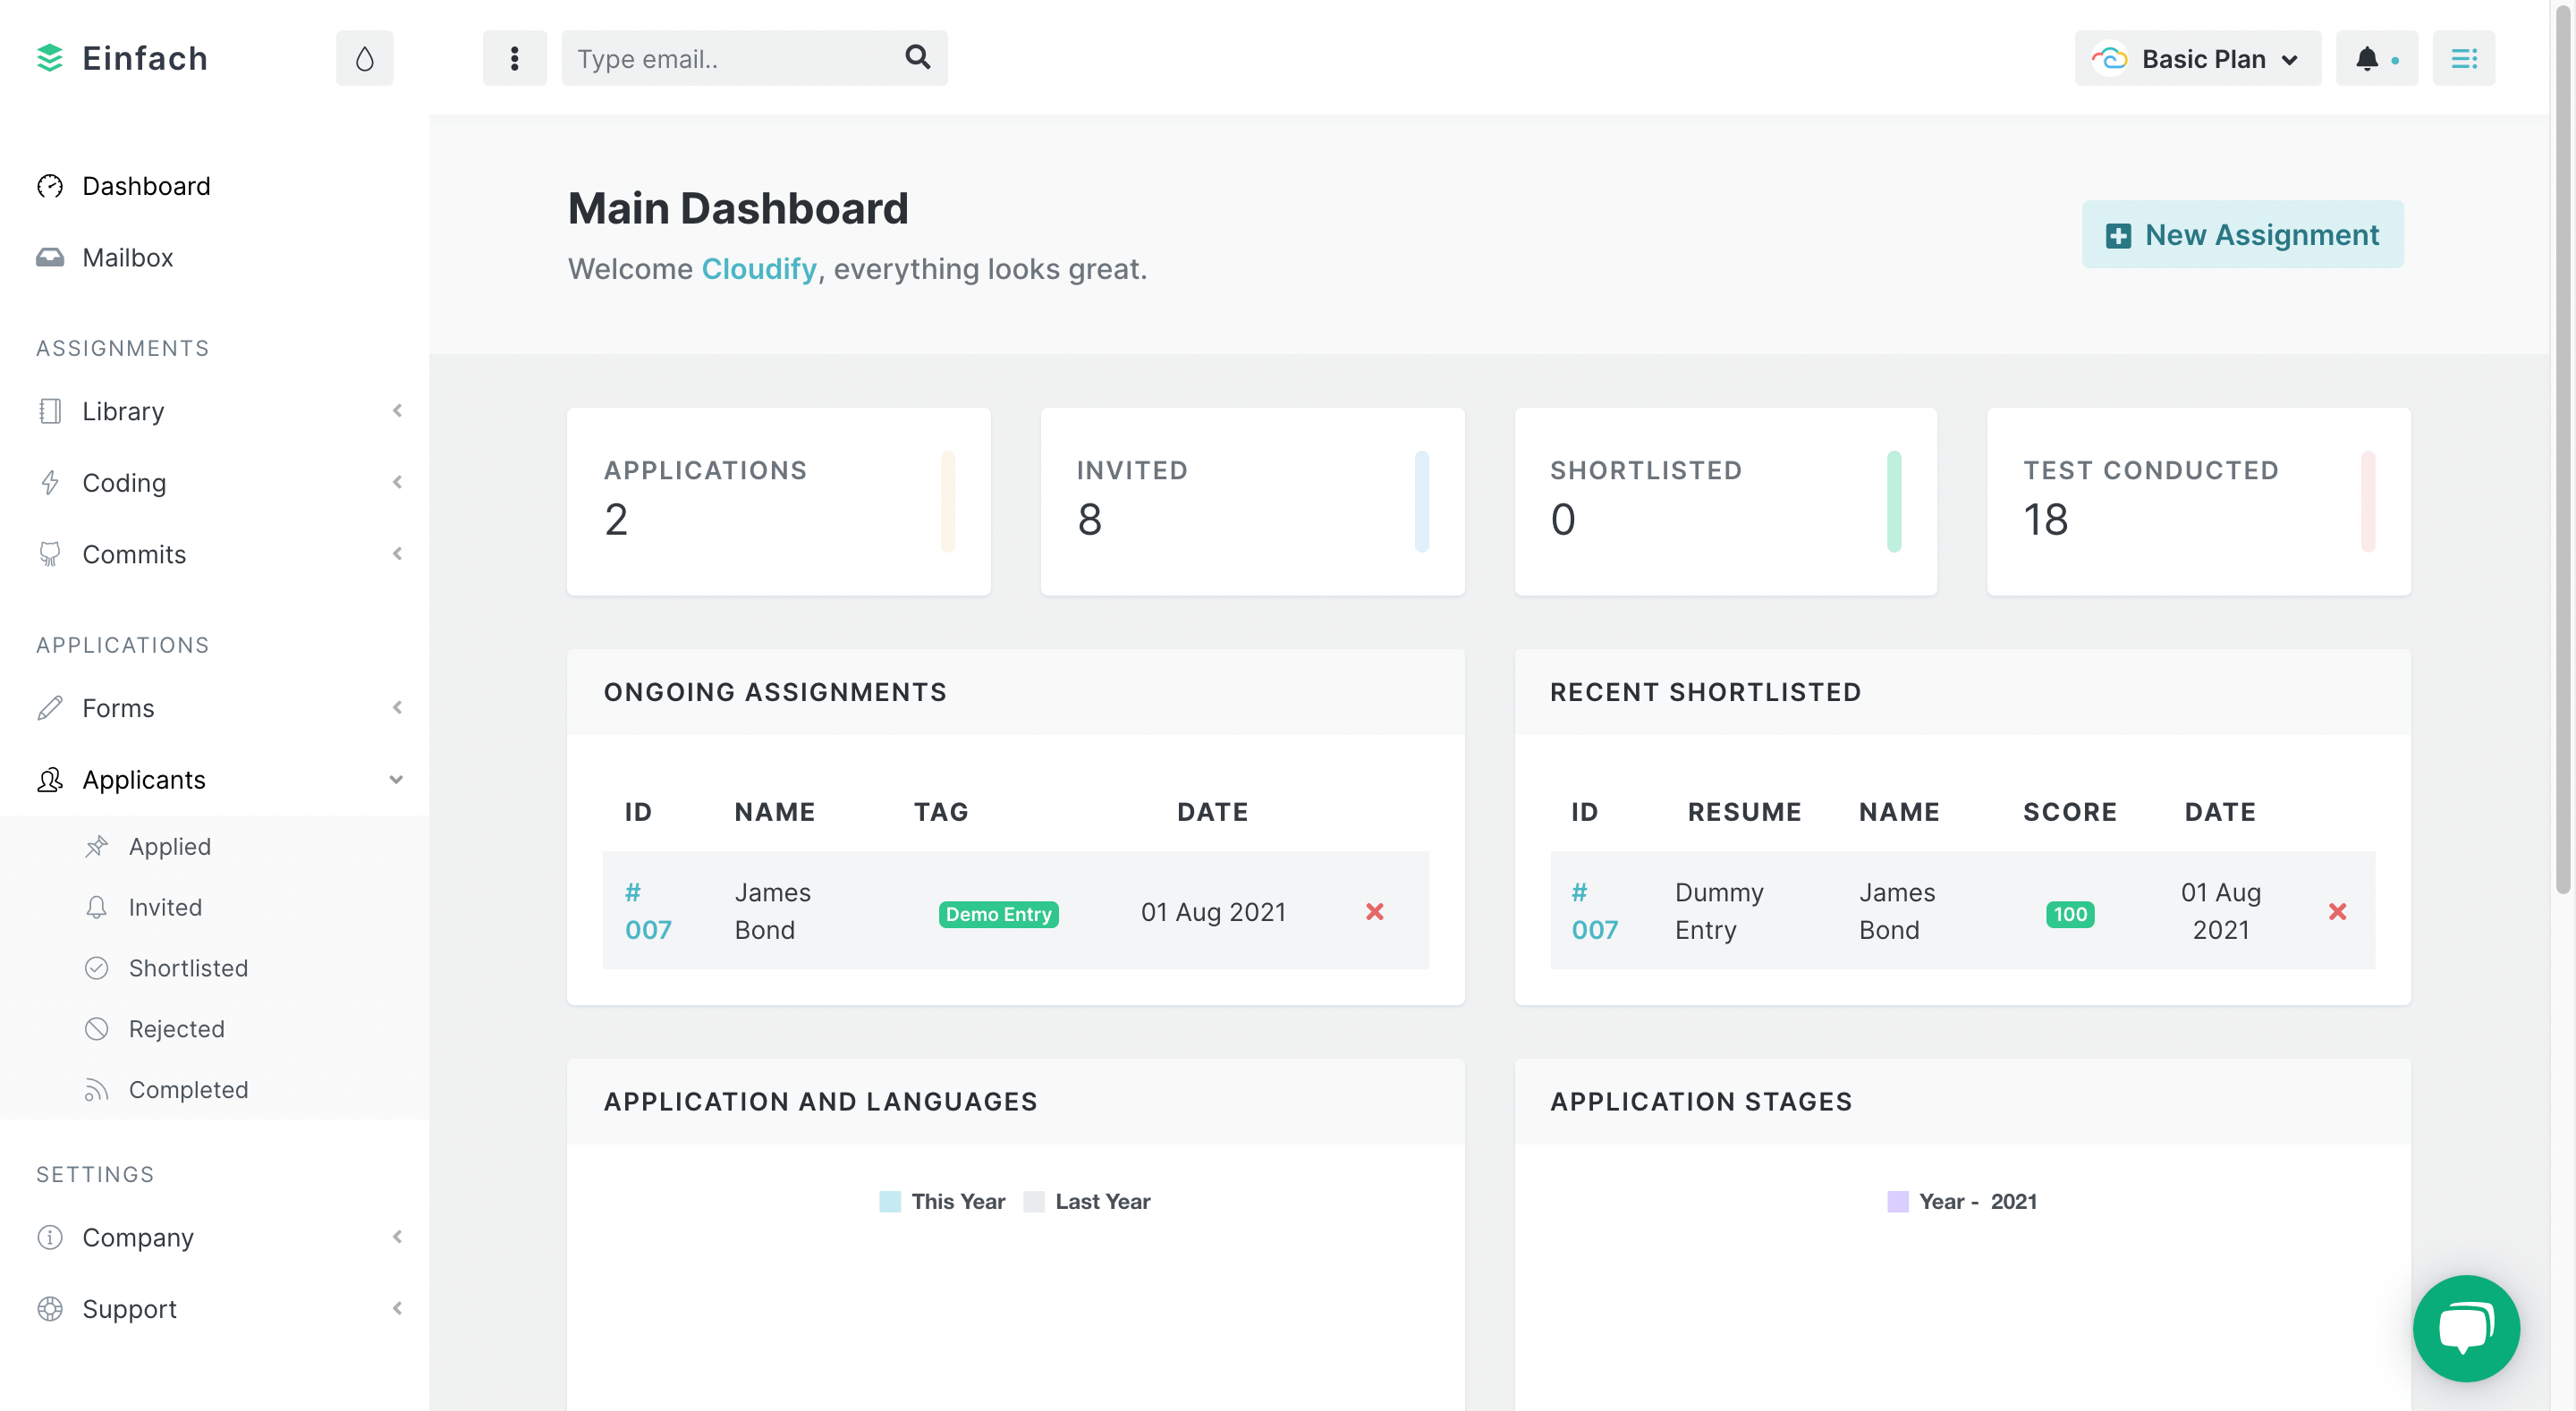 Einfach
Type email..
Basic Plan
Dashboard
Mailbox
ASSIGNMENTS
Library
Coding
Commits
APPLICATIONS
Forms
Applicants
Applied
Invited
Shortlisted
Rejected
Completed
SETTINGS
Company
Support
Main Dashboard
Welcome Cloudify, everything looks great.
New Assignment
APPLICATIONS
2
INVITED
8
SHORTLISTED
0
TEST CONDUCTED
18
ONGOING ASSIGNMENTS
ID NAME TAG DATE
# James
007 Bond Demo Entry 01 Aug 2021
RECENT SHORTLISTED
ID RESUME NAME SCORE DATE
# Dummy James 01 Aug
007 Entry Bond 100 2021
APPLICATION AND LANGUAGES
This Year Last Year
APPLICATION STAGES
Year - 2021